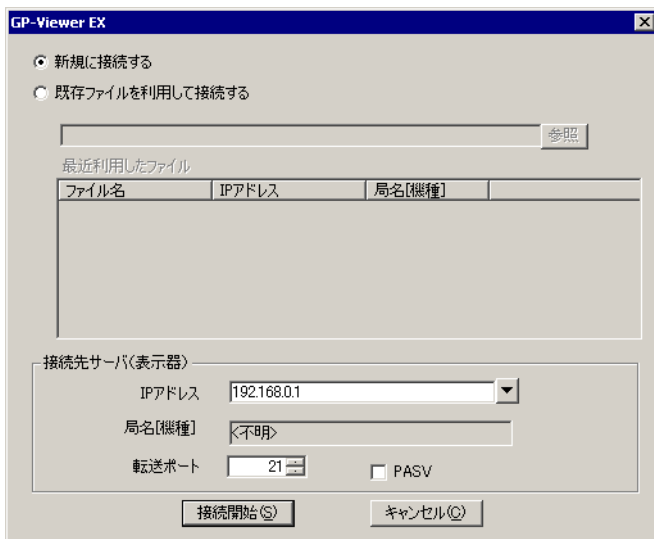 GP-Viewer EX
新規に接続する
既存ファイルを利用して接続する
参照
最近利用したファイル
ファイル名 IPアドレス 局名[機種]
接続先サーバ(表示器)
IPアドレス 192.168.0.1
局名[機種] <不明>
転送ポート 21 PASV
接続開始(S) キャンセル(C)